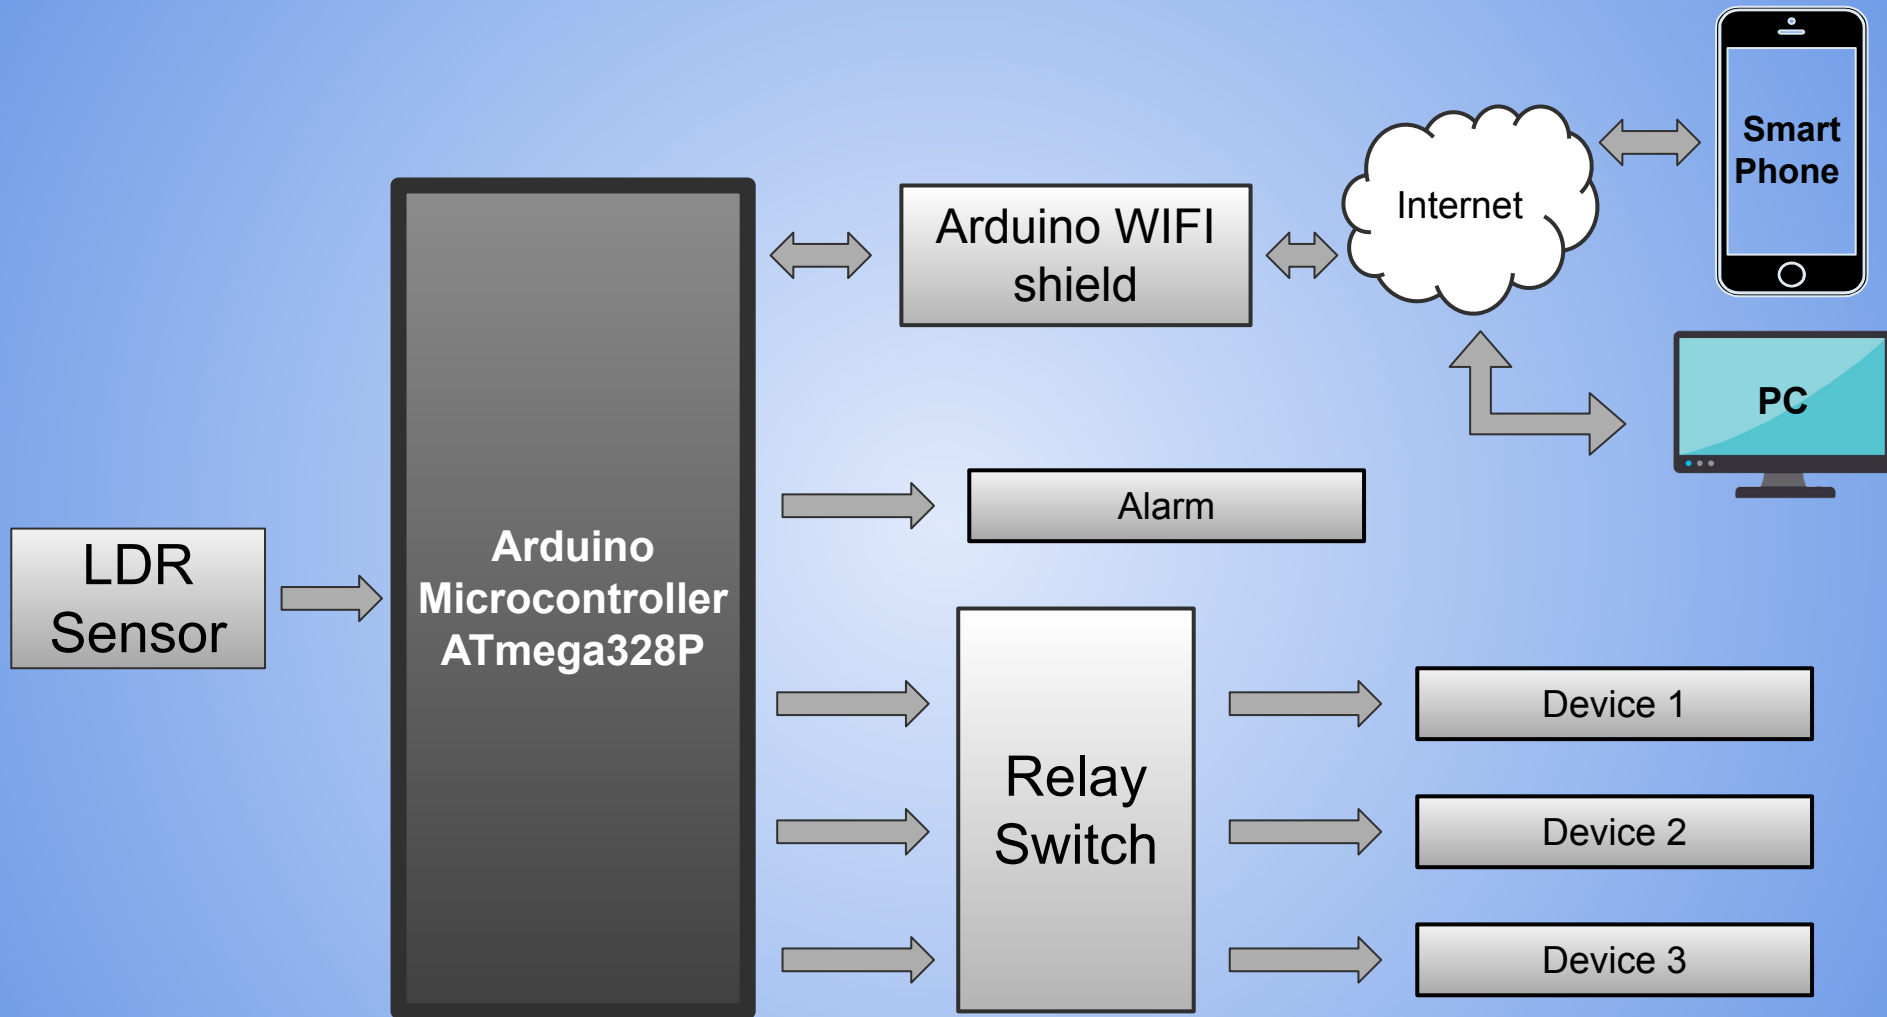 Smart
Phone
Internet
Arduino WIFI
shield
PC
Alarm
LDR
Sensor
Arduino
Microcontroller
ATmega328P
Relay
Switch
Device 1
Device 2
Device 3